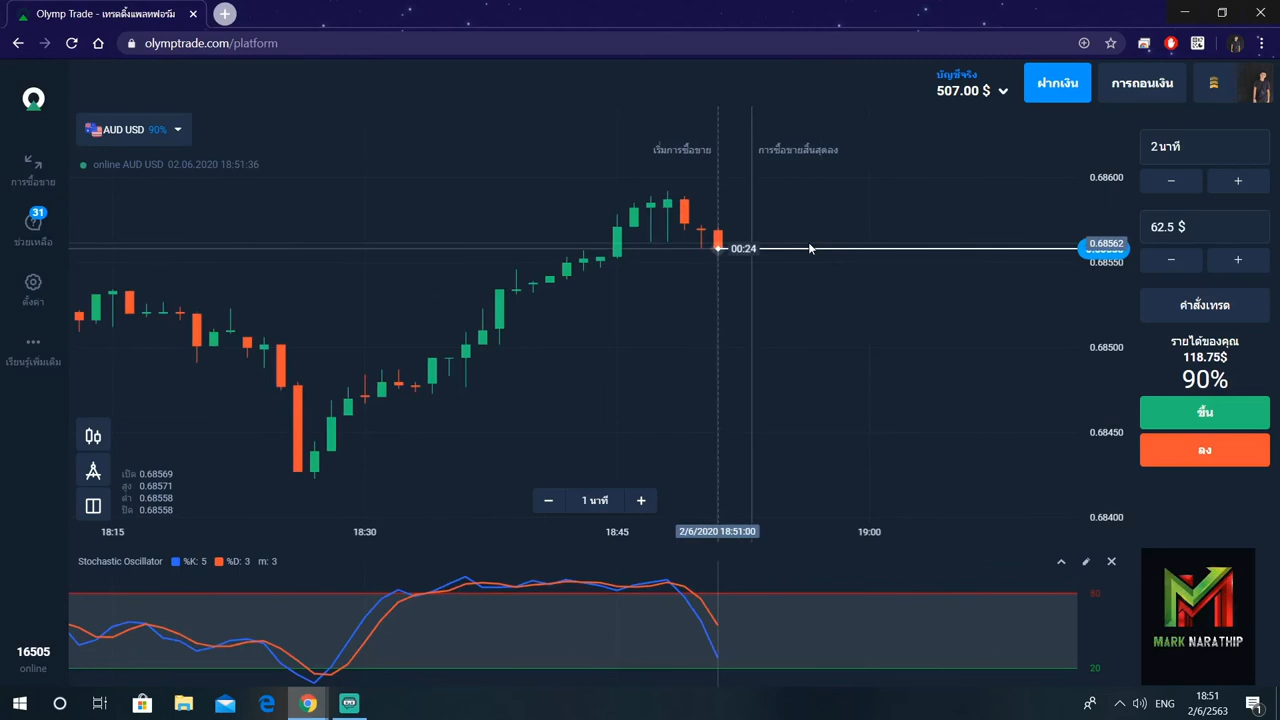 Olymp Trade - เทรดดิ้งแพลทฟอร์ม
olymptrade.com/platform
บัญชีจริง
507.00 $
ฝากเงิน
การถอนเงิน
AUD USD 90%
online AUD USD 02.06.2020 18:51:36
เริ่มการซื้อขาย
การซื้อขายสิ้นสุดลง
การซื้อขาย
31
ช่วยเหลือ
ตั้งค่า
เรียนรู้เพิ่มเติม
0.68600
0.68562
00:24
0.68550
0.68500
0.68450
0.68400
2 นาที
62.5 $
คำสั่งเทรด
รายได้ของคุณ
118.75$
90%
ขึ้น
ลง
เปิด 0.68569
สูง 0.68571
ต่ำ 0.68558
ปิด 0.68558
1 นาที
18:15
18:30
18:45
2/6/2020 18:51:00
19:00
Stochastic Oscillator %K: 5 %D: 3 m: 3
80
20
MARK NARATHIP
16505
online
ENG
18:51
2/6/2563
1